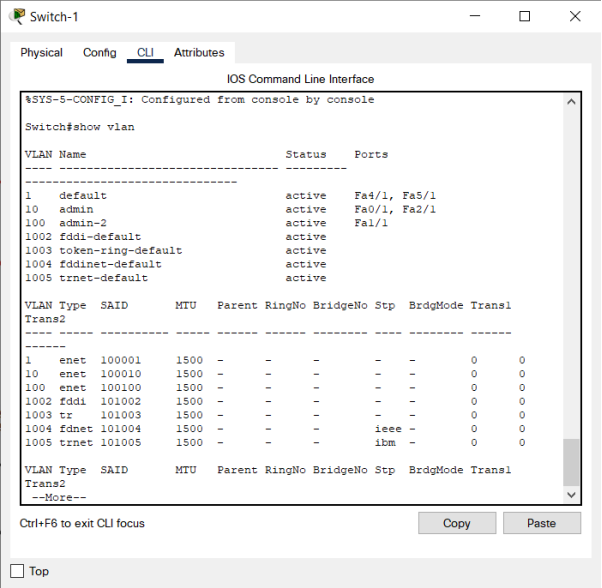 Switch-1
Physical Config CLI Attributes
IOS Command Line Interface
%SYS-5-CONFIG_I: Configured from console by console
Switch#show vlan
VLAN Name                             Status    Ports
---- -------------------------------- ---------
-------------------------------
1    default                          active    Fa4/1, Fa5/1
10   admin                            active    Fa0/1, Fa2/1
100  admin-2                          active    Fa1/1
1002 fddi-default                     active
1003 token-ring-default               active
1004 fddinet-default                  active
1005 trnet-default                    active
VLAN Type  SAID       MTU   Parent RingNo BridgeNo Stp  BrdgMode Trans1
Trans2
---- ----- ---------- ----- ------ ------ -------- ---- -------- ------
------
1    enet  100001     1500  -      -      -        -    -        0      0
10   enet  100010     1500  -      -      -        -    -        0      0
100  enet  100100     1500  -      -      -        -    -        0      0
1002 fddi  101002     1500  -      -      -        -    -        0      0
1003 tr    101003     1500  -      -      -        -    -        0      0
1004 fdnet 101004     1500  -      -      -        ieee -        0      0
1005 trnet 101005     1500  -      -      -        ibm  -        0      0
VLAN Type  SAID       MTU   Parent RingNo BridgeNo Stp  BrdgMode Trans1
Trans2
--More--
Ctrl+F6 to exit CLI focus
Copy Paste
Top